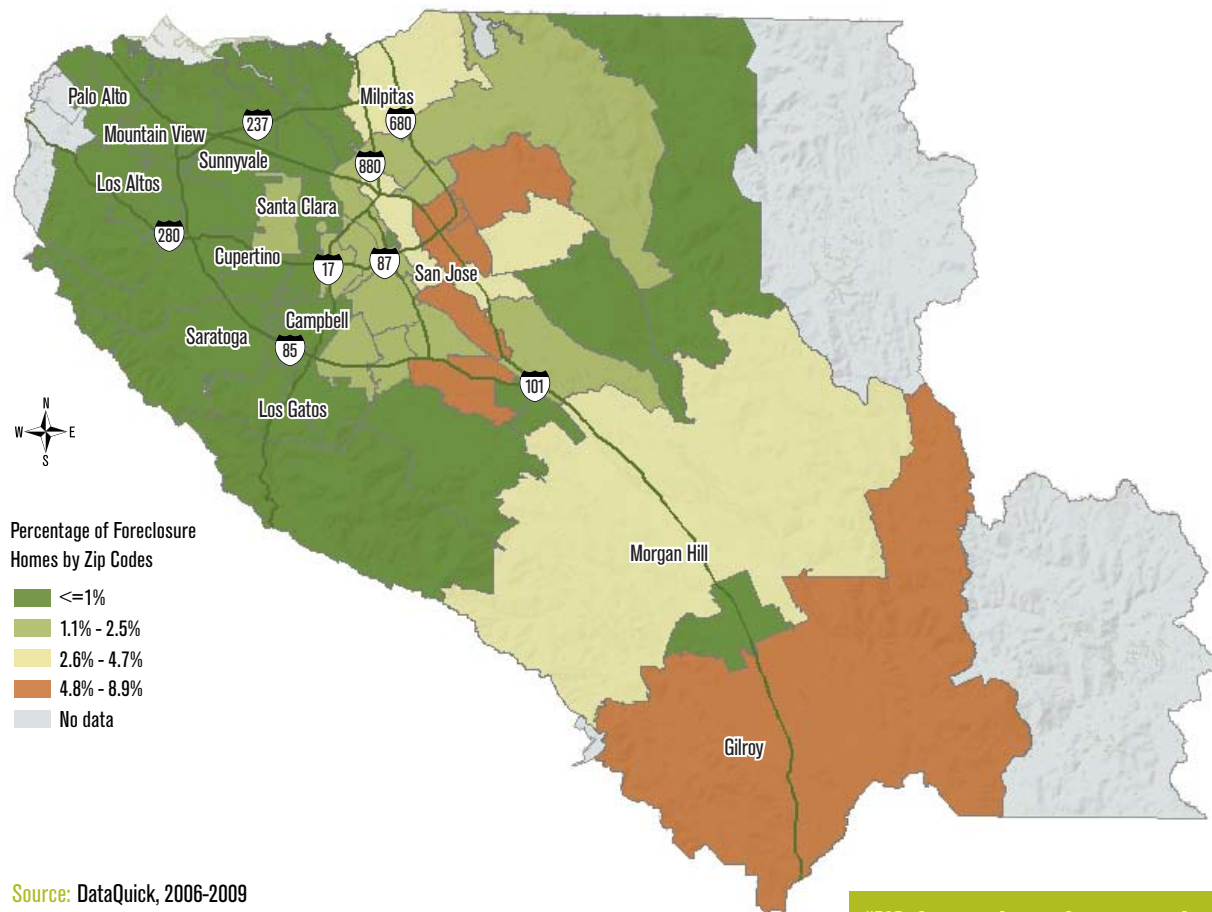 Palo Alto
Mountain View
237
Milpitas
680
Sunnyvale
880
Los Altos
Santa Clara
280
Cupertino
17
87
San Jose
Saratoga
Campbell
85
101
Los Gatos
N
W E
S
Percentage of Foreclosure
Homes by Zip Codes
<=1%
1.1% - 2.5%
2.6% - 4.7%
4.8% - 8.9%
No data
Morgan Hill
Gilroy
Source: DataQuick, 2006-2009